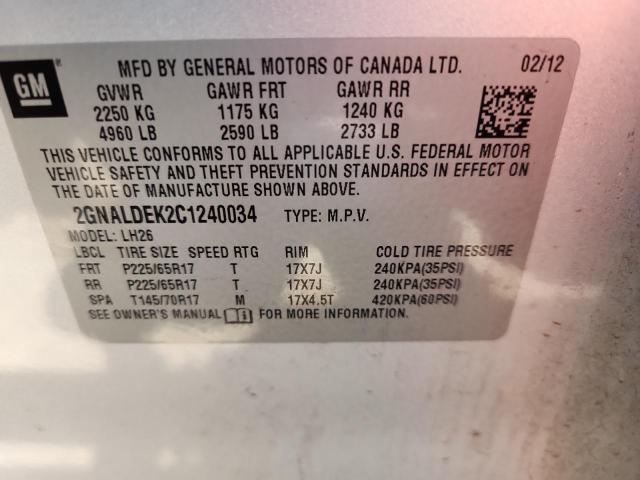 GM
MFD BY GENERAL MOTORS OF CANADA LTD. 02/12
GVWR GAWR FRT GAWR RR
2250 KG 1175 KG 1240 KG
4960 LB 2590 LB 2733 LB
THIS VEHICLE CONFORMS TO ALL APPLICABLE U.S. FEDERAL MOTOR
VEHICLE SAFETY AND THEFT PREVENTION STANDARDS IN EFFECT ON
THE DATE OF MANUFACTURE SHOWN ABOVE.
2GNALDEK2C1240034 TYPE: M.P.V.
MODEL: LH26
LBCL TIRE SIZE SPEED RTG RIM COLD TIRE PRESSURE
FRT P225/65R17 T 17X7J 240KPA(35PSI)
RR P225/65R17 T 17X7J 240KPA(35PSI)
SPA T145/70R17 M 17X4.5T 420KPA(60PSI)
SEE OWNER'S MANUAL FOR MORE INFORMATION.